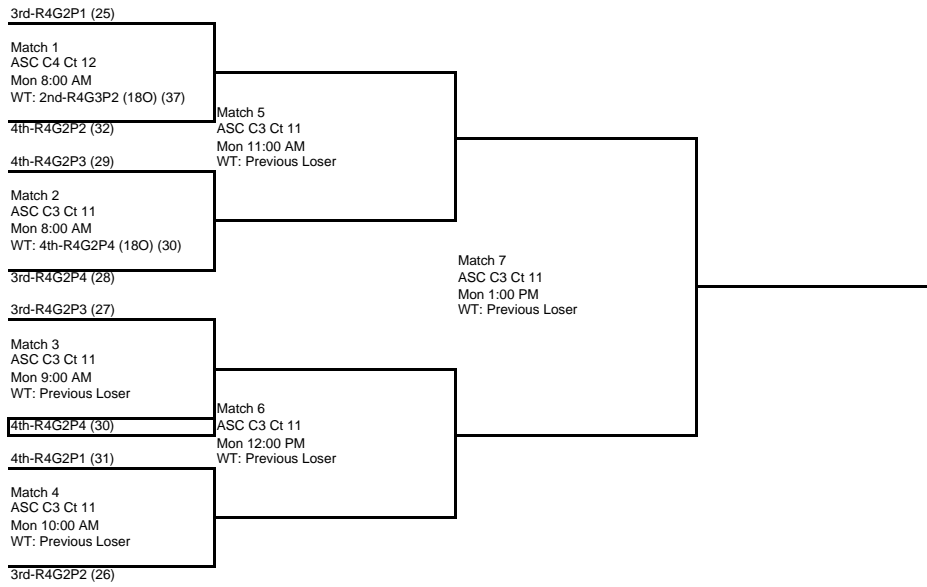 3rd-R4G2P1 (25)
Match 1
ASC C4 Ct 12
Mon 8:00 AM
WT: 2nd-R4G3P2 (18O) (37)
4th-R4G2P2 (32)
Match 5
ASC C3 Ct 11
Mon 11:00 AM
WT: Previous Loser
4th-R4G2P3 (29)
Match 2
ASC C3 Ct 11
Mon 8:00 AM
WT: 4th-R4G2P4 (18O) (30)
3rd-R4G2P4 (28)
Match 7
ASC C3 Ct 11
Mon 1:00 PM
WT: Previous Loser
3rd-R4G2P3 (27)
Match 3
ASC C3 Ct 11
Mon 9:00 AM
WT: Previous Loser
4th-R4G2P4 (30)
Match 6
ASC C3 Ct 11
Mon 12:00 PM
WT: Previous Loser
4th-R4G2P1 (31)
Match 4
ASC C3 Ct 11
Mon 10:00 AM
WT: Previous Loser
3rd-R4G2P2 (26)